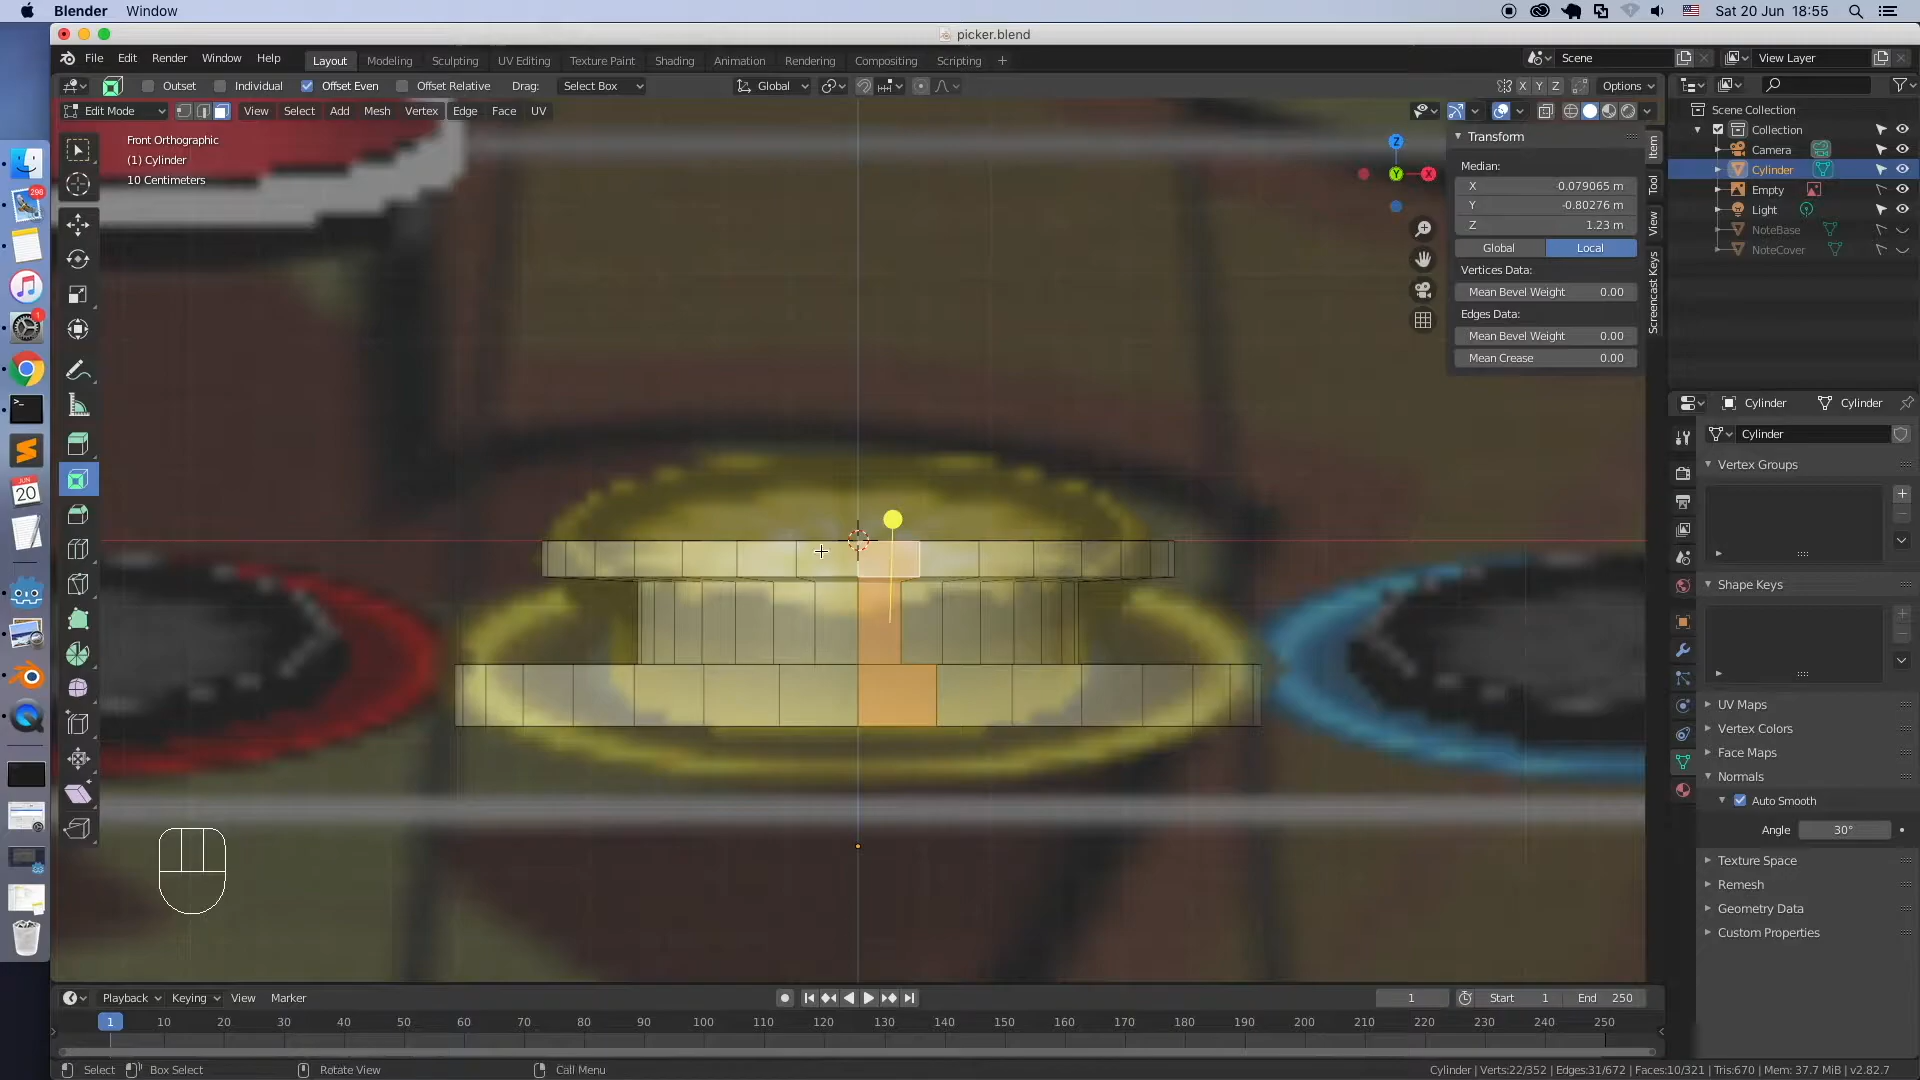 Blender Window
Sat 20 Jun 18:55
picker.blend
File Edit Render Window Help
Layout Modeling Sculpting UV Editing Texture Paint Shading Animation Rendering Compositing Scripting +
Scene
View Layer
Outset Individual Offset Even Offset Relative Drag: Select Box
Global
X Y Z
Options
Edit Mode
View Select Add Mesh Vertex Edge Face UV
Front Orthographic
(1) Cylinder
10 Centimeters
Z
Y
X
Transform
Median:
X -0.079065 m
Y -0.80276 m
Z 1.23 m
Global Local
Vertices Data:
Mean Bevel Weight 0.00
Edges Data:
Mean Bevel Weight 0.00
Mean Crease 0.00
Item
Tool
View
Screencast Keys
Scene Collection
Collection
Camera
Cylinder
Empty
Light
NoteBase
NoteCover
Cylinder Cylinder
Cylinder
Vertex Groups
Shape Keys
UV Maps
Vertex Colors
Face Maps
Normals
Auto Smooth
Angle 30°
Texture Space
Remesh
Geometry Data
Custom Properties
298
1
JUN
20
Playback Keying View Marker
1
Start 1
End 250
1 10 20 30 40 50 60 70 80 90 100 110 120 130 140 150 160 170 180 190 200 210 220 230 240 250
Select Box Select Rotate View Call Menu
Cylinder | Verts:22/352 | Edges:31/672 | Faces:10/321 | Tris:670 | Mem: 37.7 MiB | v2.82.7